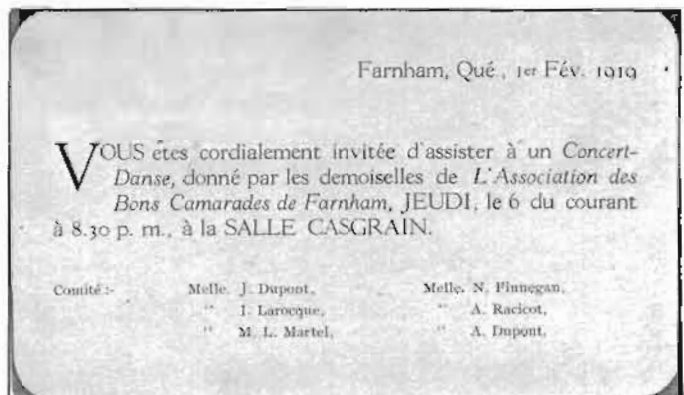 Farnham, Qué., 1er Fév. 1919
VOUS êtes cordialement invitée d'assister à un Concert-
Danse, donné par les demoiselles de L'Association des
Bons Camarades de Farnham, JEUDI, le 6 du courant
à 8.30 p. m., à la SALLE CASGRAIN.
Comité :- Melle. J. Dupont, Melle. N. Finnegan,
" I. Larocque, " A. Racicot,
" M. L. Martel, " A. Dupont,